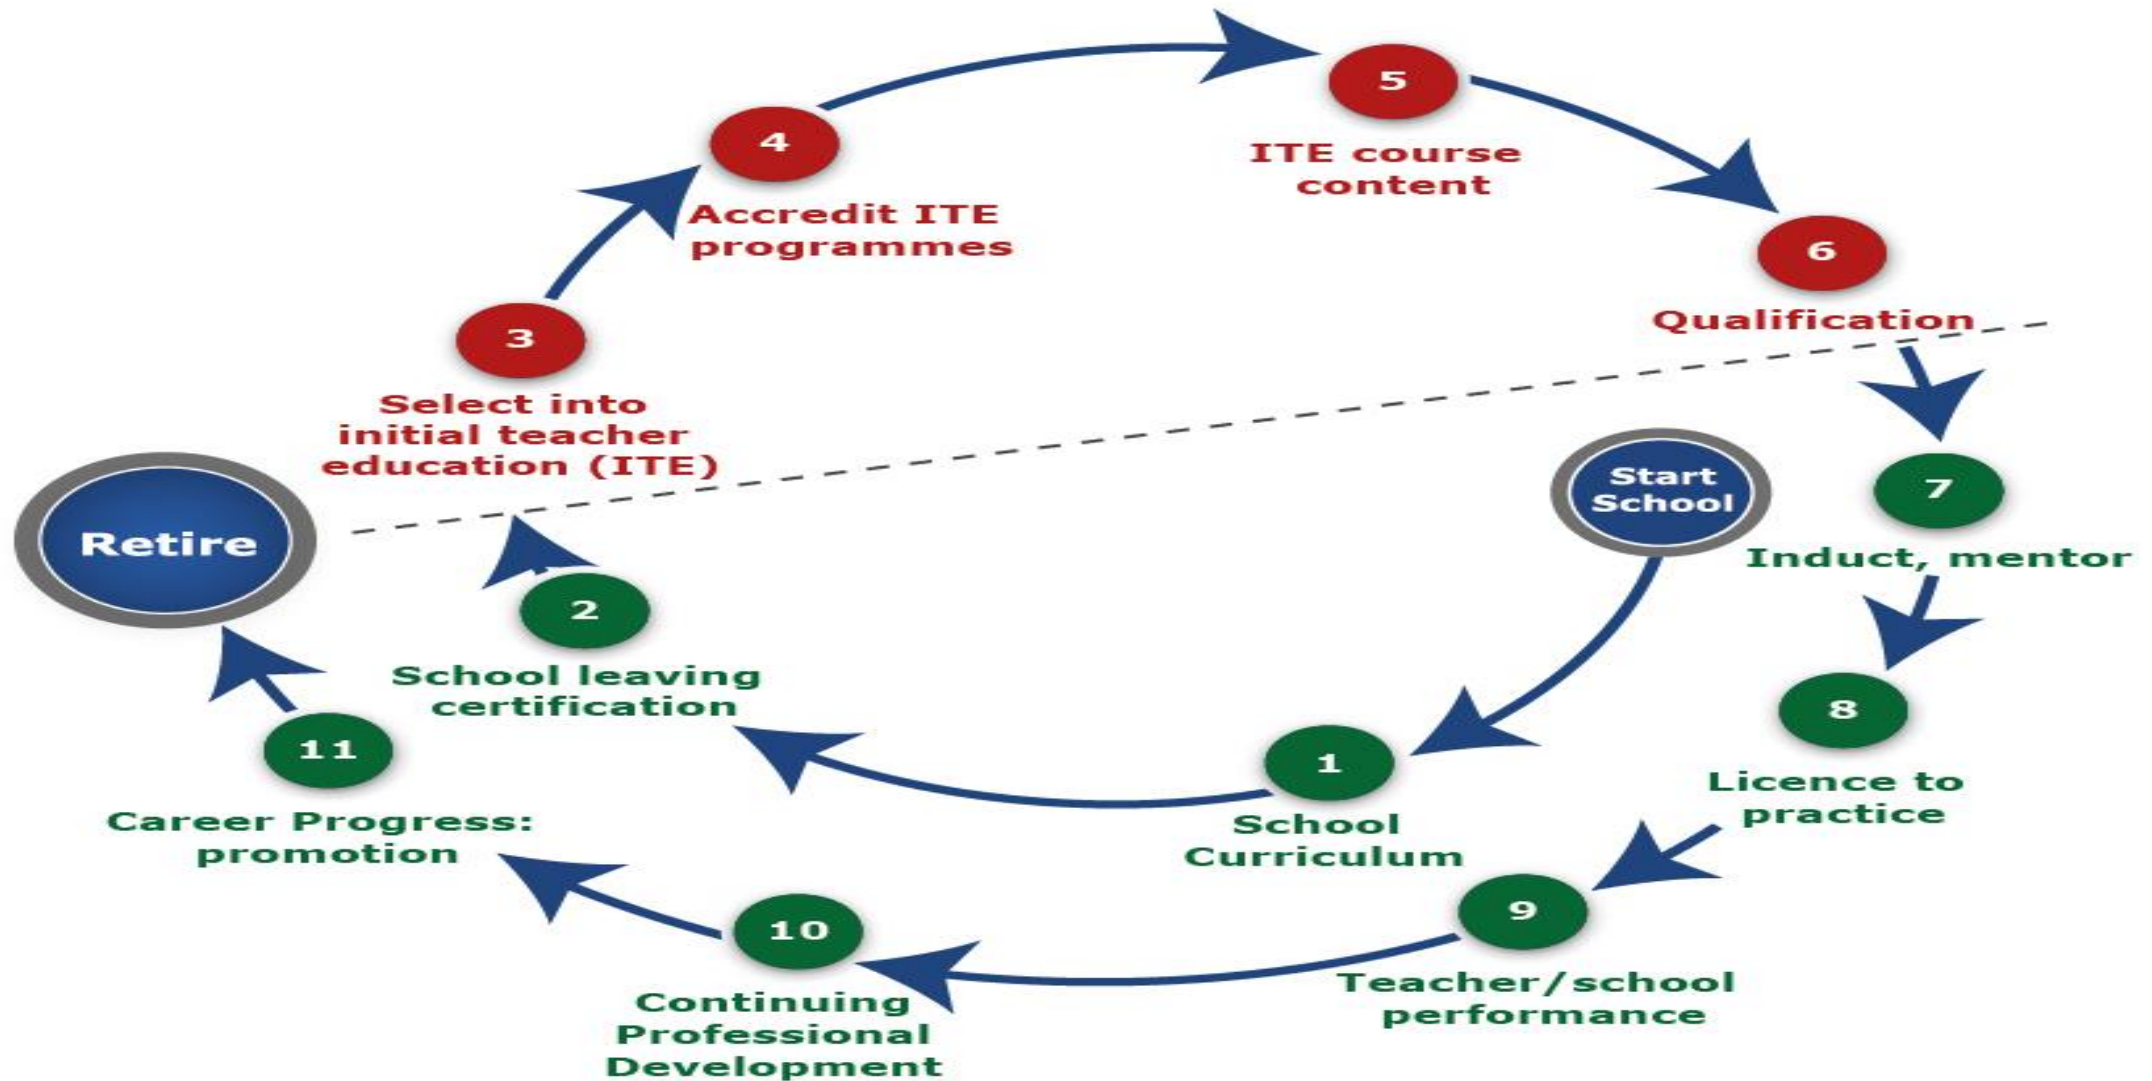 Start
School
1
School
Curriculum
2
School leaving
certification
3
Select into
initial teacher
education (ITE)
4
Accredit ITE
programmes
5
ITE course
content
6
Qualification
7
Induct, mentor
8
Licence to
practice
9
Teacher/school
performance
10
Continuing
Professional
Development
11
Career Progress:
promotion
Retire